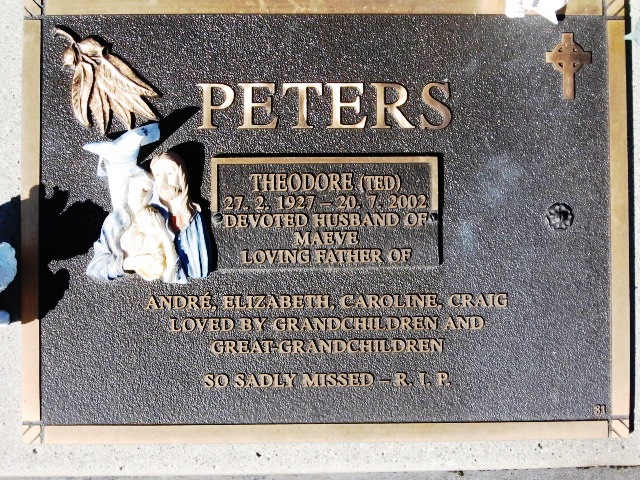 PETERS
THEODORE (TED)
27. 2. 1927 – 20. 7. 2002
DEVOTED HUSBAND OF
MAEVE
LOVING FATHER OF
ANDRÉ, ELIZABETH, CAROLINE, CRAIG
LOVED BY GRANDCHILDREN AND
GREAT-GRANDCHILDREN
SO SADLY MISSED – R. I. P.
131